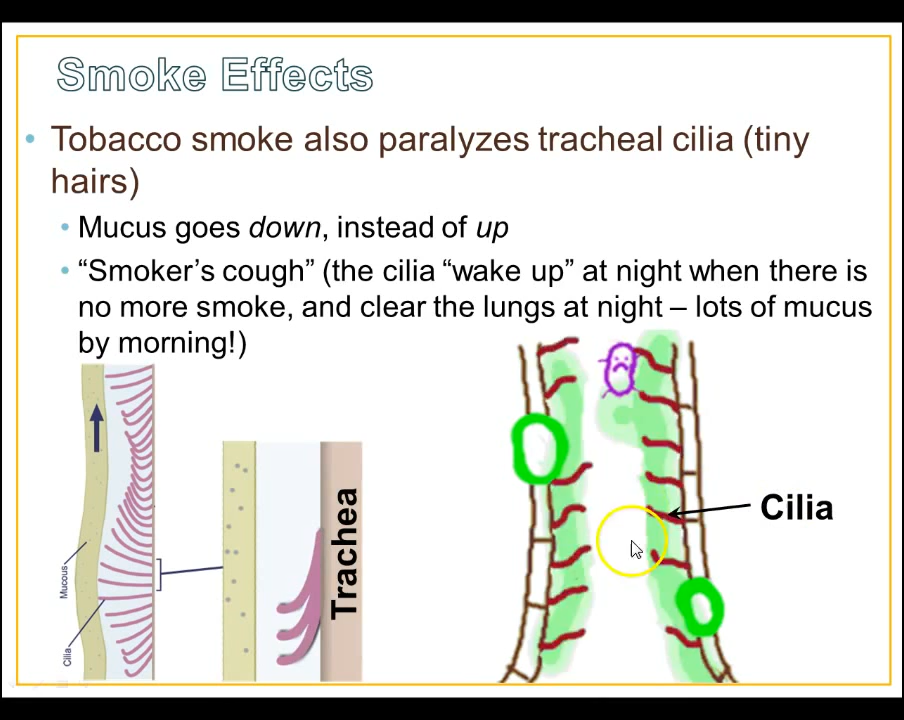 Smoke Effects
• Tobacco smoke also paralyzes tracheal cilia (tiny
hairs)
• Mucus goes down, instead of up
• “Smoker’s cough” (the cilia “wake up” at night when there is
no more smoke, and clear the lungs at night – lots of mucus
by morning!)
Mucous
Cilia
Trachea
Cilia